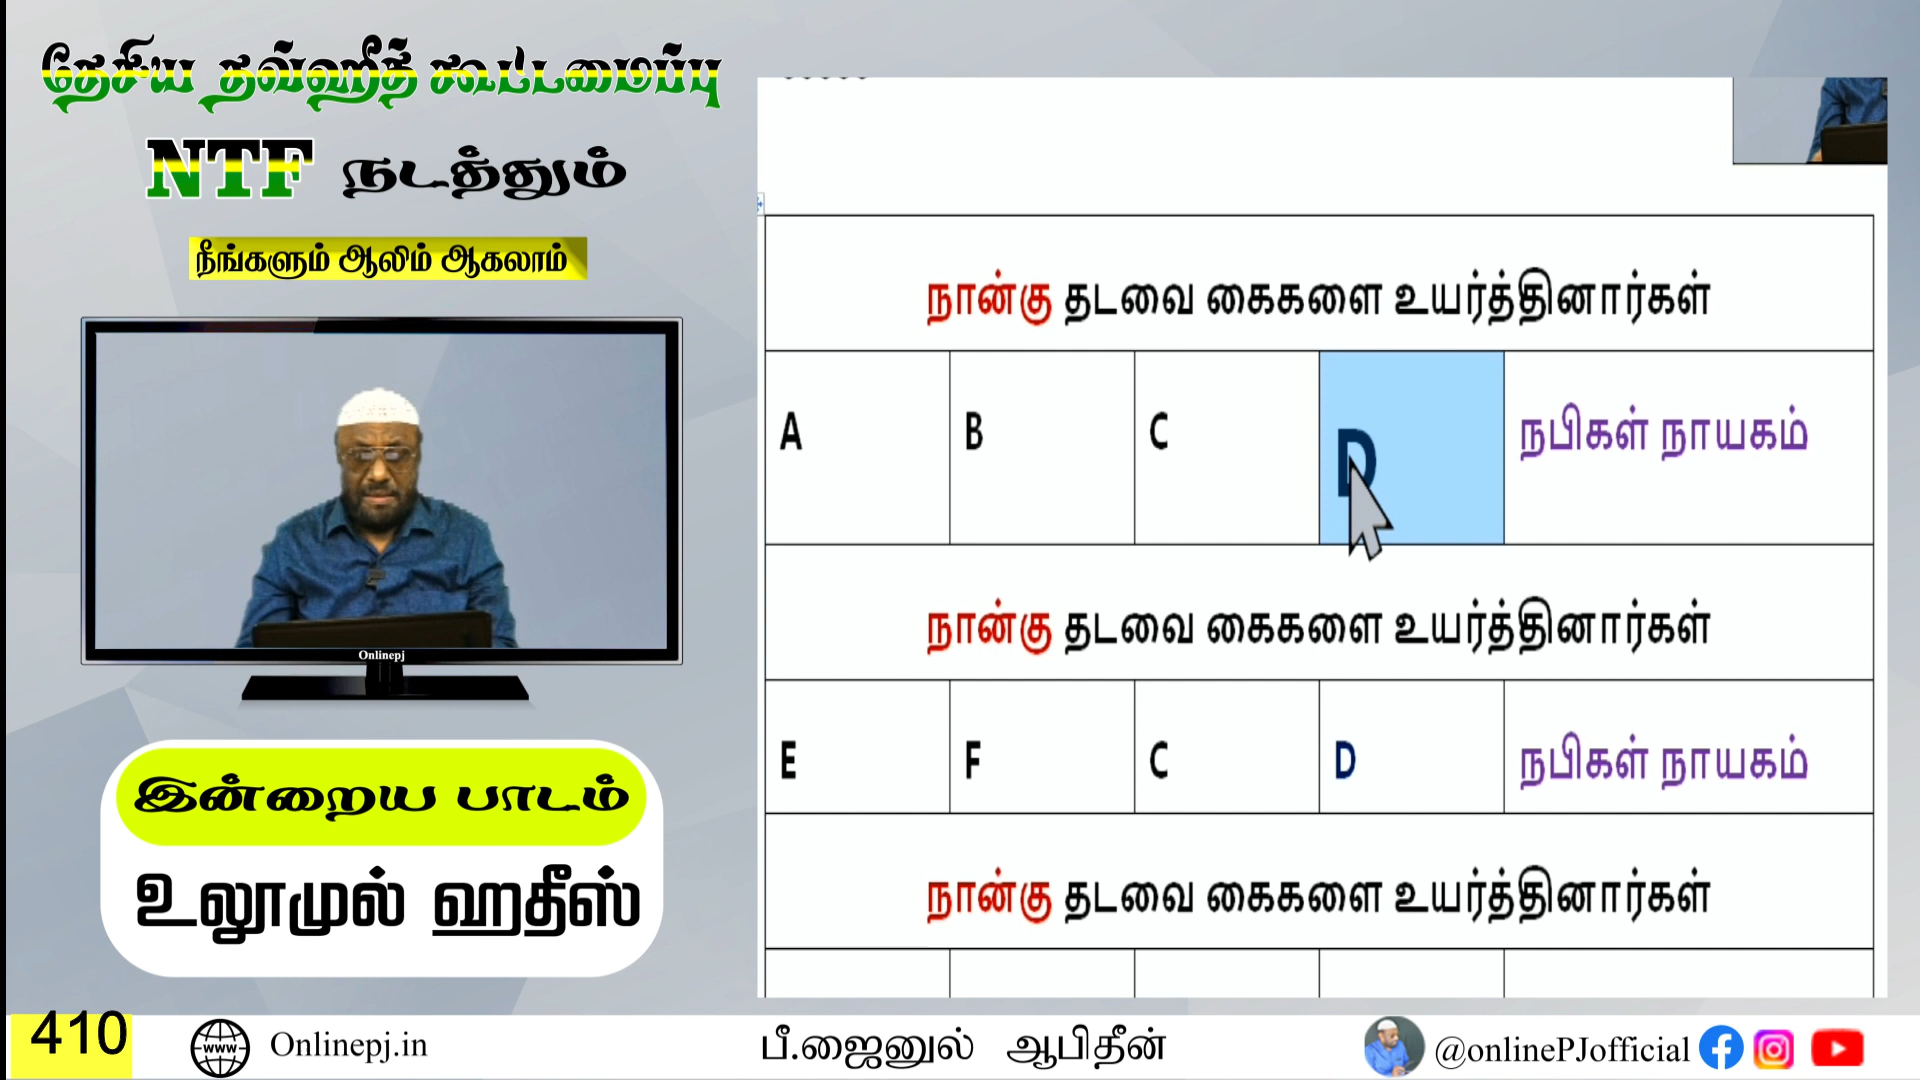 தேசிய தவ்ஹீத் கூட்டமைப்பு
NTF நடத்தும்
நீங்களும் ஆலிம் ஆகலாம்
Onlinepj
இன்றைய பாடம்
உலூமுல் ஹதீஸ்
நான்கு தடவை கைகளை உயர்த்தினார்கள்
A B C D நபிகள் நாயகம்
நான்கு தடவை கைகளை உயர்த்தினார்கள்
E F C D நபிகள் நாயகம்
நான்கு தடவை கைகளை உயர்த்தினார்கள்
410 www Onlinepj.in பீ.ஜைனுல் ஆபிதீன் @onlinePJofficial